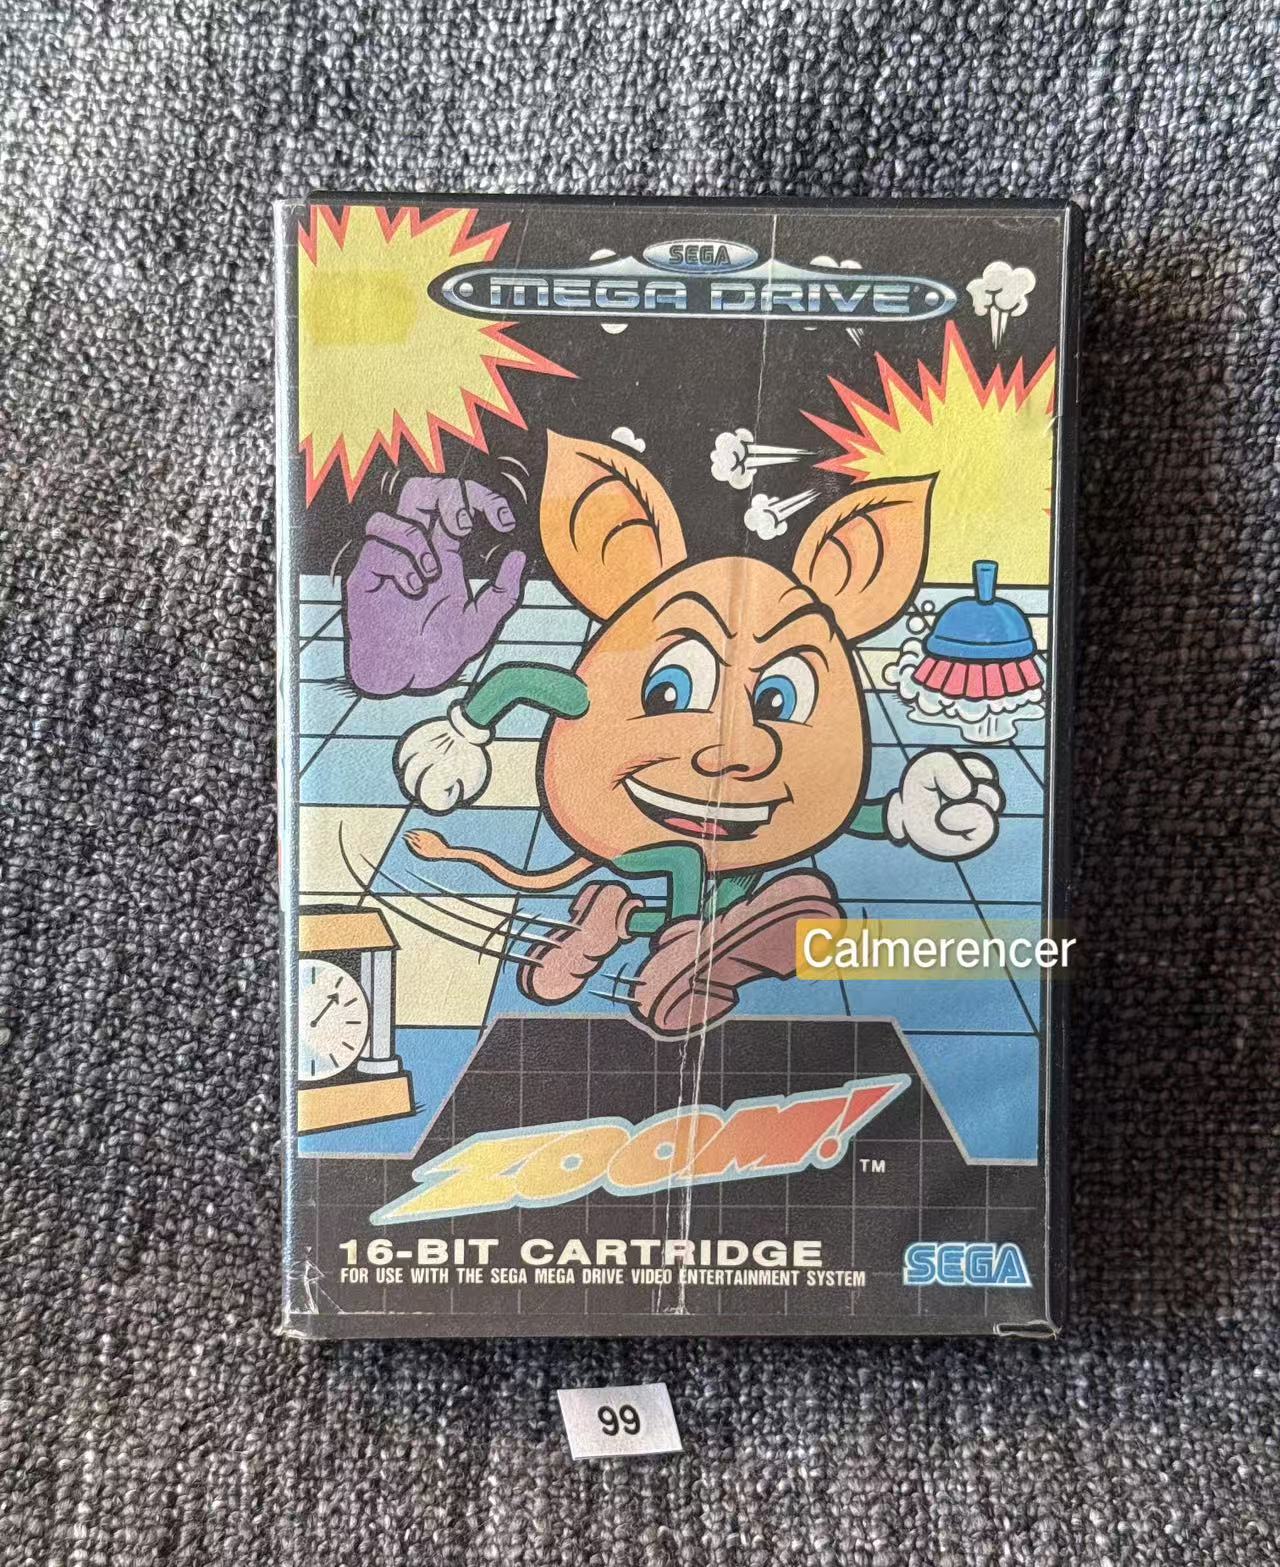 SEGA
MEGA DRIVE
Calmerencer
ZOOM!
TM
16-BIT CARTRIDGE
FOR USE WITH THE SEGA MEGA DRIVE VIDEO ENTERTAINMENT SYSTEM
SEGA
99